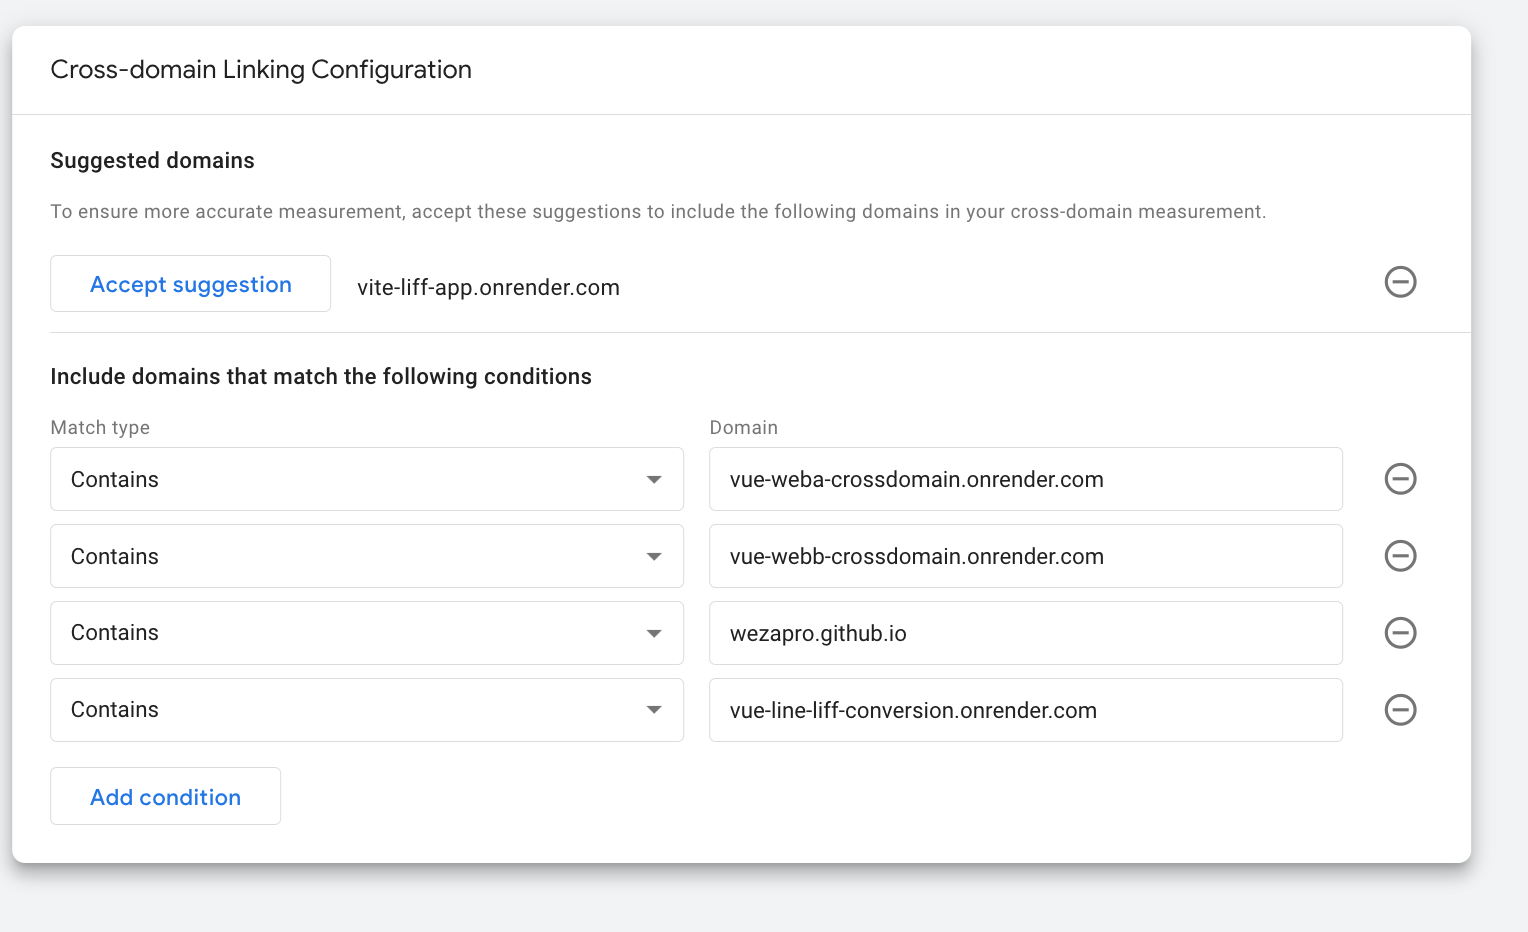 Cross-domain Linking Configuration
Suggested domains
To ensure more accurate measurement, accept these suggestions to include the following domains in your cross-domain measurement.
Accept suggestion vite-liff-app.onrender.com
Include domains that match the following conditions
Match type Domain
Contains vue-weba-crossdomain.onrender.com
Contains vue-webb-crossdomain.onrender.com
Contains wezapro.github.io
Contains vue-line-liff-conversion.onrender.com
Add condition